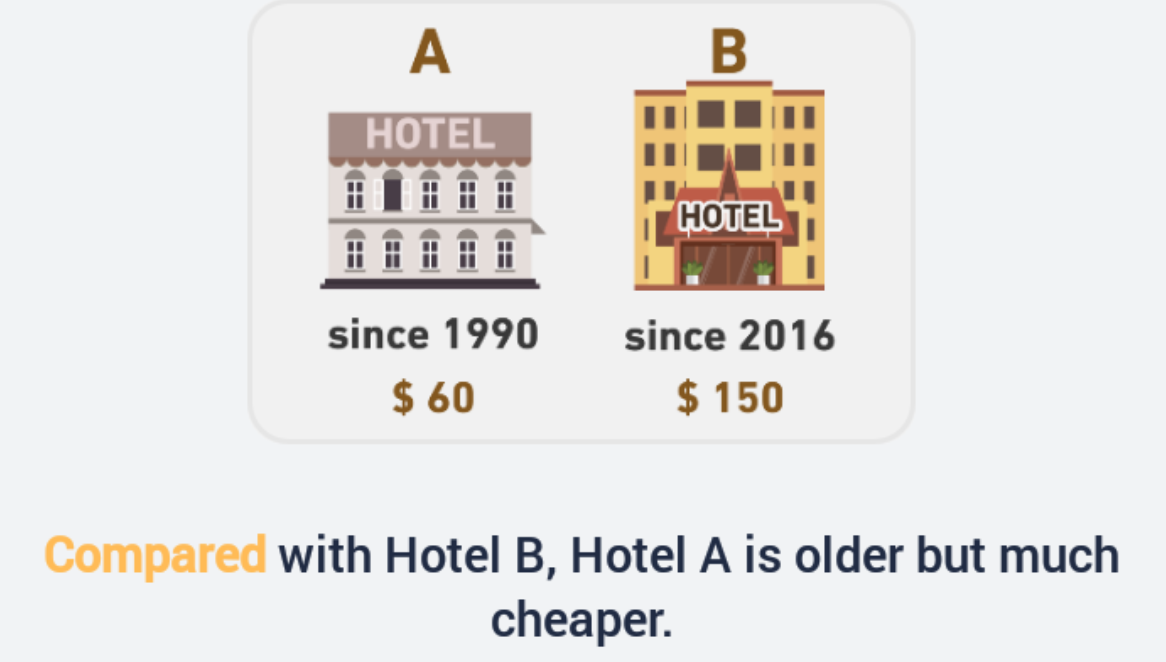 A
B
HOTEL
HOTEL
since 1990
since 2016
$ 60
$ 150
Compared with Hotel B, Hotel A is older but much
cheaper.